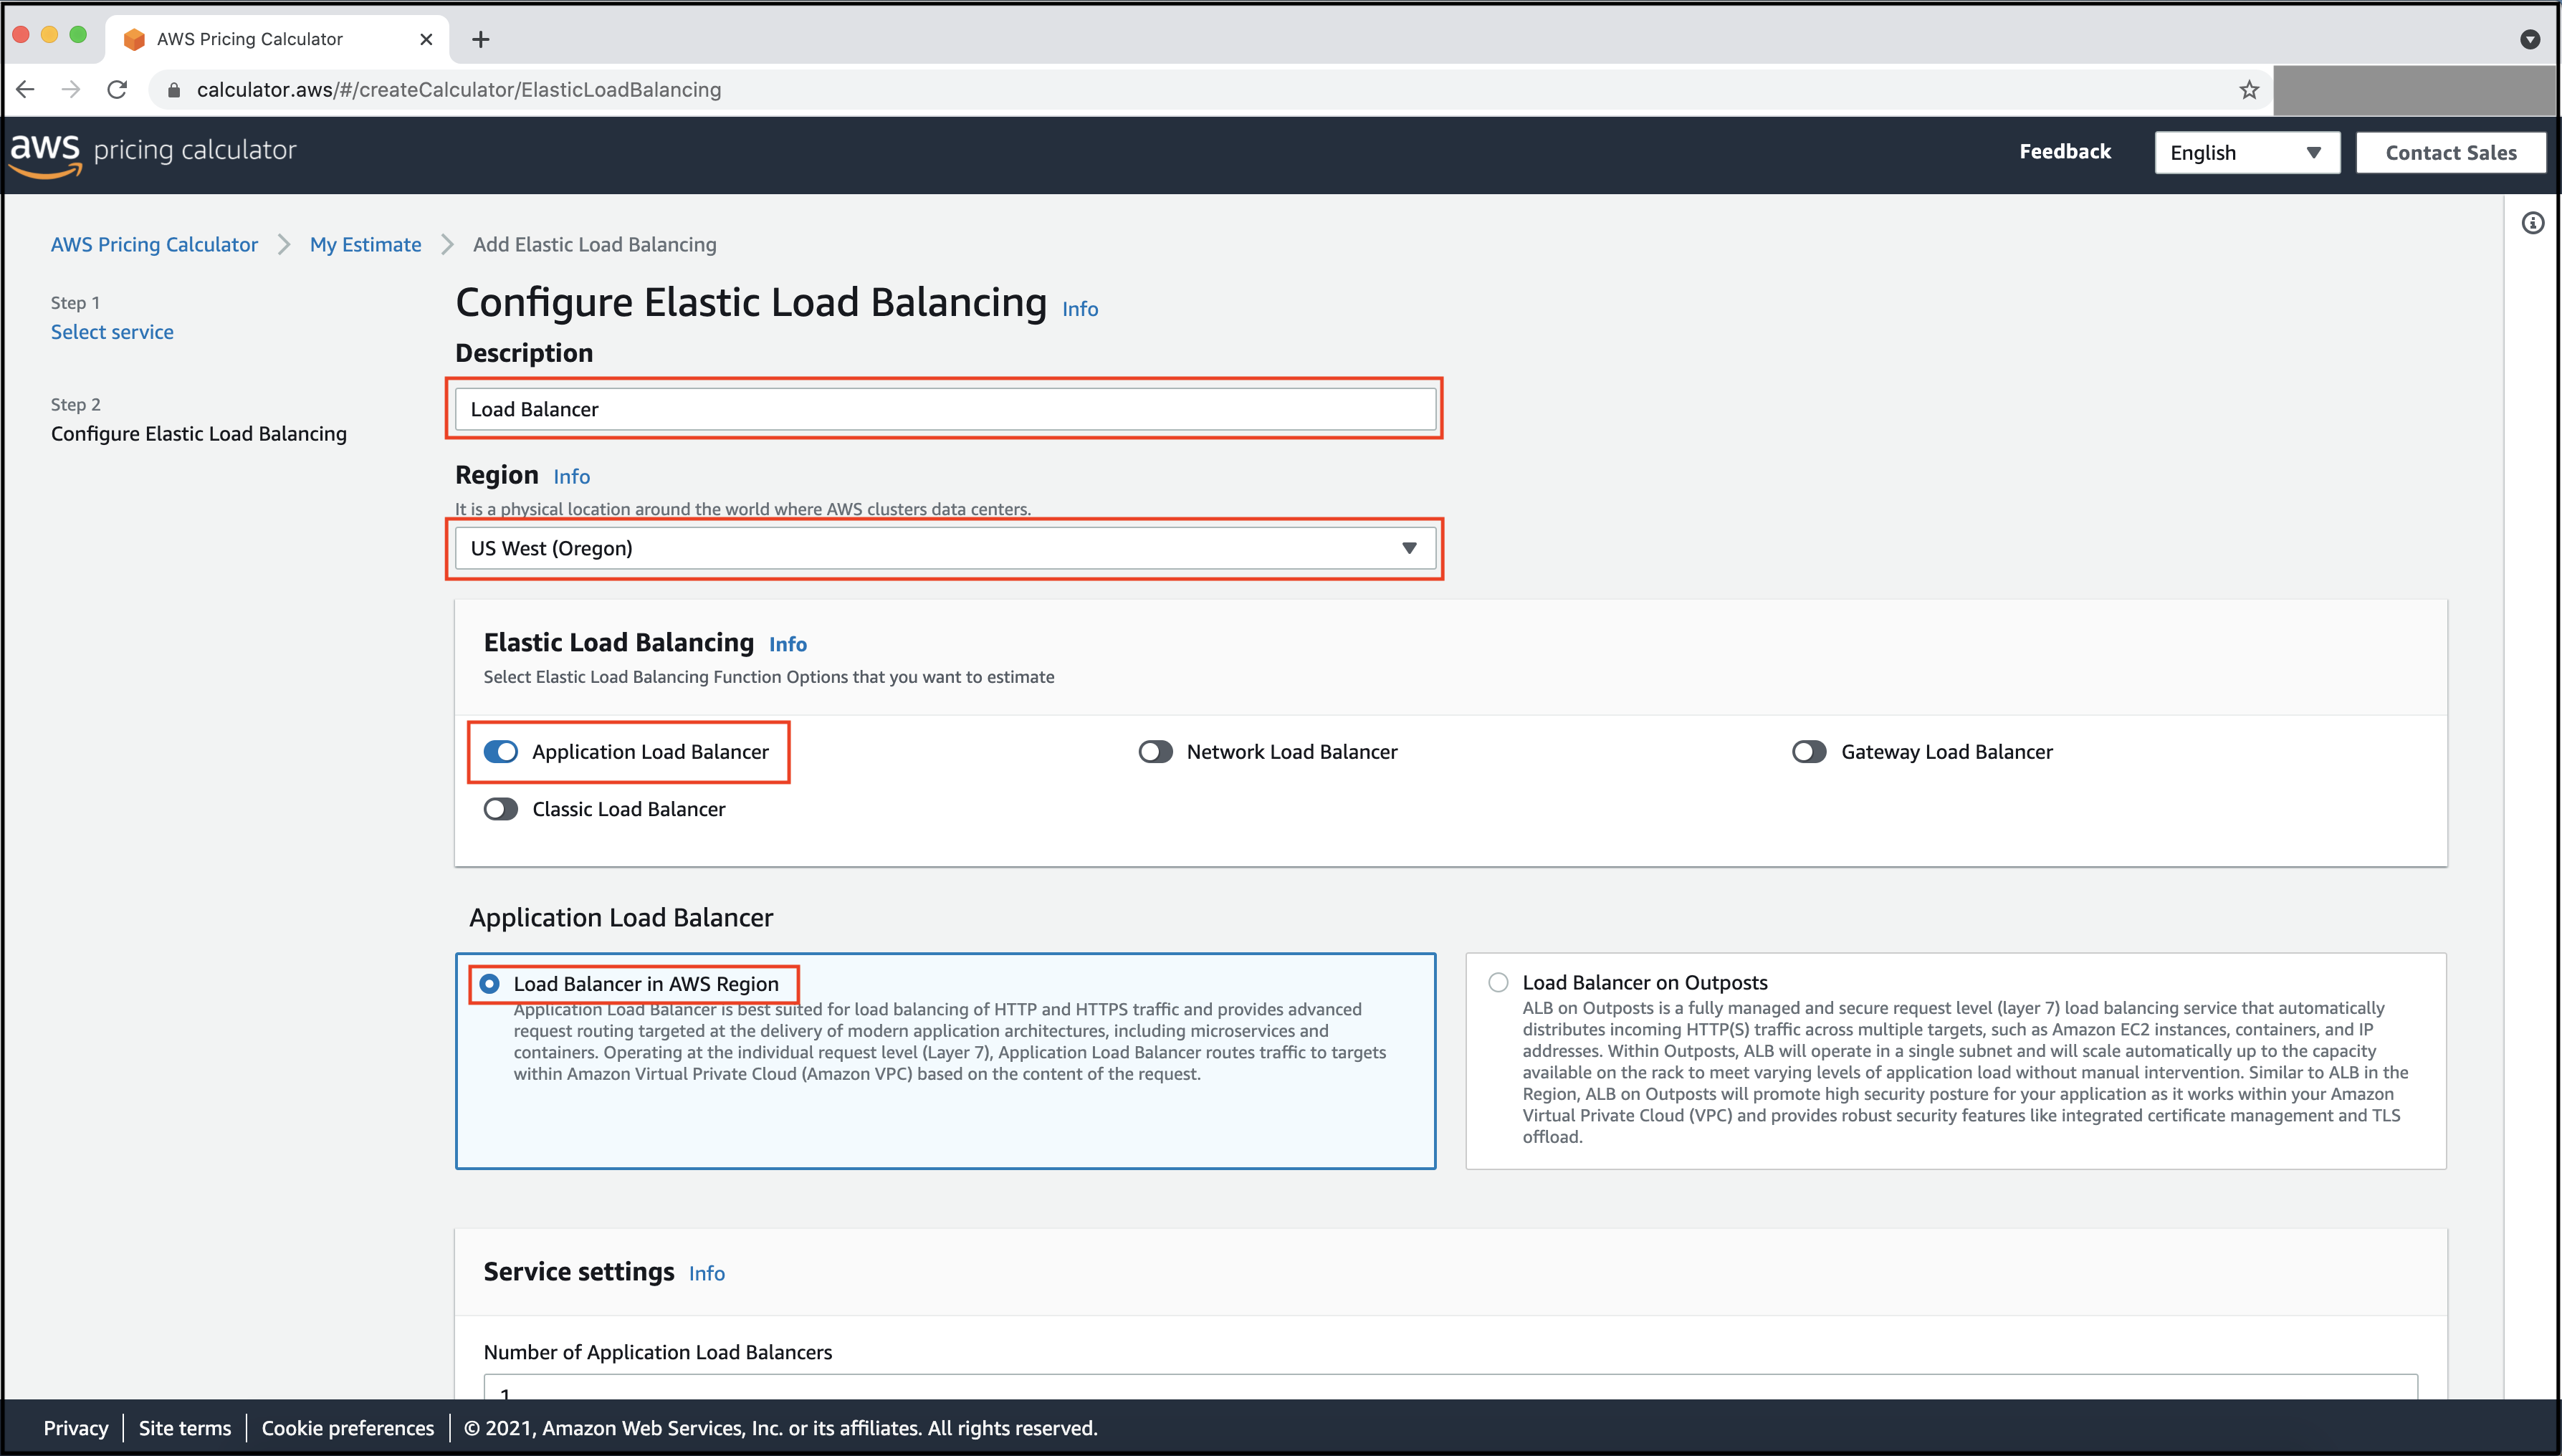 AWS Pricing Calculator
calculator.aws/#/createCalculator/ElasticLoadBalancing
aws pricing calculator
Feedback
English
Contact Sales
AWS Pricing Calculator
My Estimate
Add Elastic Load Balancing
Step 1
Select service
Step 2
Configure Elastic Load Balancing
Configure Elastic Load Balancing Info
Description
Load Balancer
Region Info
It is a physical location around the world where AWS clusters data centers.
US West (Oregon)
Elastic Load Balancing Info
Select Elastic Load Balancing Function Options that you want to estimate
Application Load Balancer
Network Load Balancer
Gateway Load Balancer
Classic Load Balancer
Application Load Balancer
Load Balancer in AWS Region
Application Load Balancer is best suited for load balancing of HTTP and HTTPS traffic and provides advanced
request routing targeted at the delivery of modern application architectures, including microservices and
containers. Operating at the individual request level (Layer 7), Application Load Balancer routes traffic to targets
within Amazon Virtual Private Cloud (Amazon VPC) based on the content of the request.
Load Balancer on Outposts
ALB on Outposts is a fully managed and secure request level (layer 7) load balancing service that automatically
distributes incoming HTTP(S) traffic across multiple targets, such as Amazon EC2 instances, containers, and IP
addresses. Within Outposts, ALB will operate in a single subnet and will scale automatically up to the capacity
available on the rack to meet varying levels of application load without manual intervention. Similar to ALB in the
Region, ALB on Outposts will promote high security posture for your application as it works within your Amazon
Virtual Private Cloud (VPC) and provides robust security features like integrated certificate management and TLS
offload.
Service settings Info
Number of Application Load Balancers
1
Privacy
Site terms
Cookie preferences
© 2021, Amazon Web Services, Inc. or its affiliates. All rights reserved.